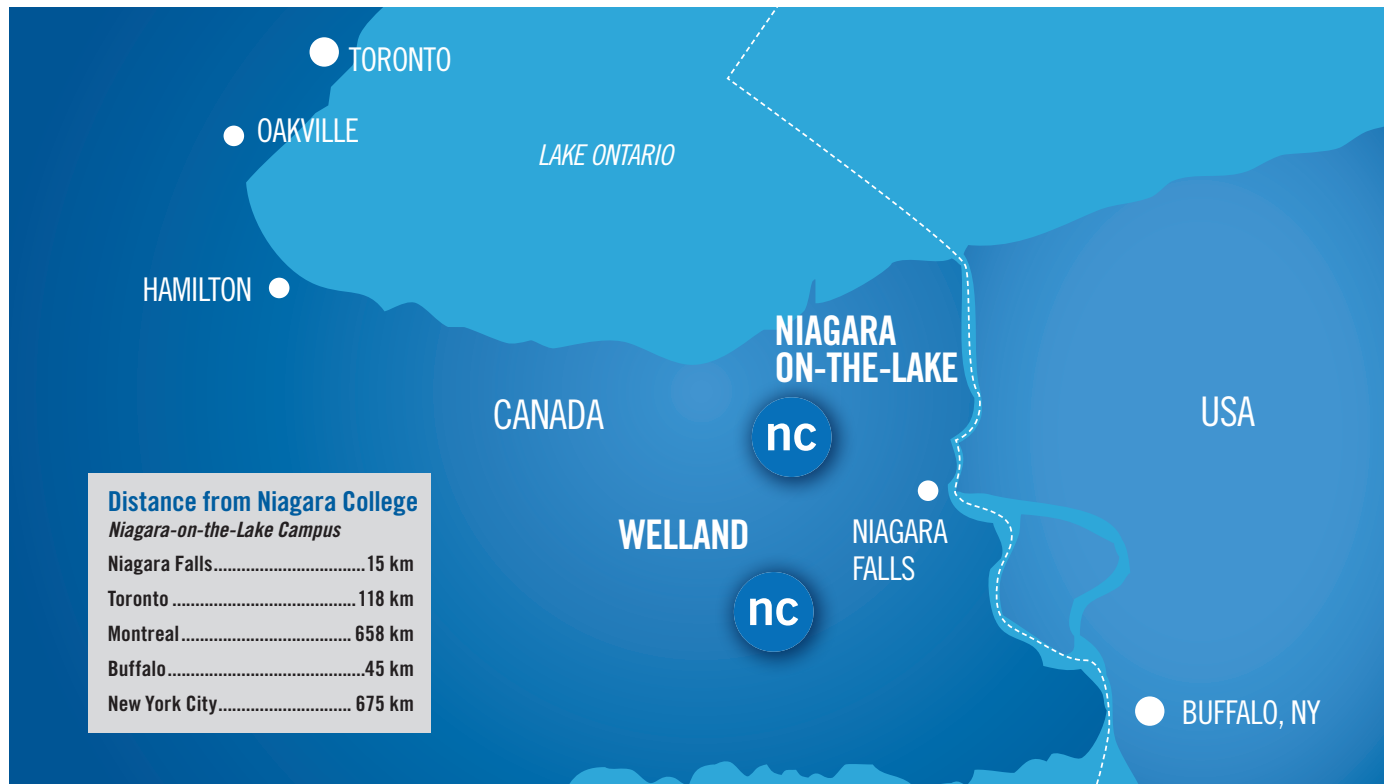 TORONTO
OAKVILLE
LAKE ONTARIO
HAMILTON
NIAGARA
ON-THE-LAKE
CANADA
USA
nc
Distance from Niagara College
Niagara-on-the-Lake Campus
Niagara Falls..............................15 km
Toronto ........................................118 km
Montreal..................................... 658 km
Buffalo...........................................45 km
New York City............................. 675 km
WELLAND
NIAGARA
FALLS
nc
BUFFALO, NY